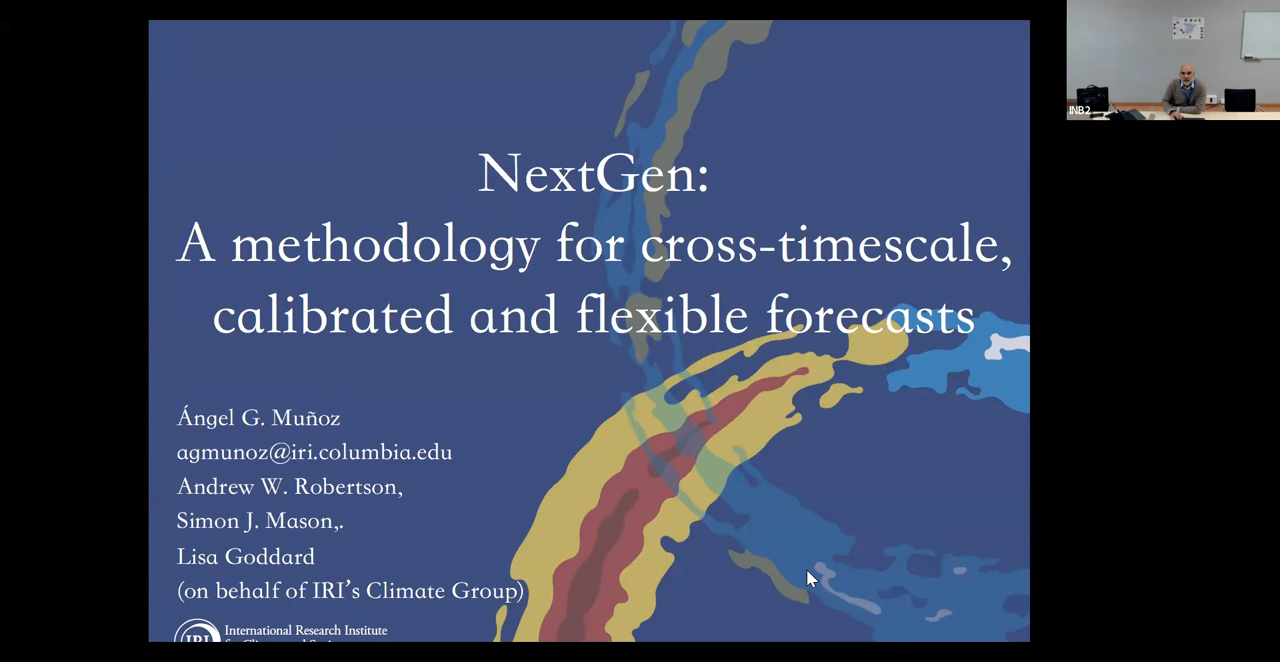 NextGen:
A methodology for cross-timescale,
calibrated and flexible forecasts
Ángel G. Muñoz
agmunoz@iri.columbia.edu
Andrew W. Robertson,
Simon J. Mason,.
Lisa Goddard
(on behalf of IRI's Climate Group)
IRI
International Research Institute
INB2